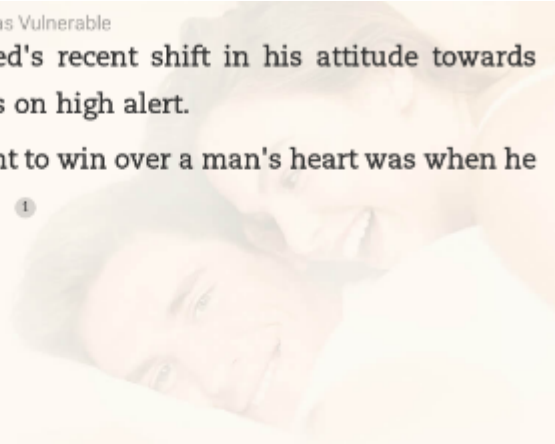 as Vulnerable
ed's recent shift in his attitude towards
s on high alert.
nt to win over a man's heart was when he
1